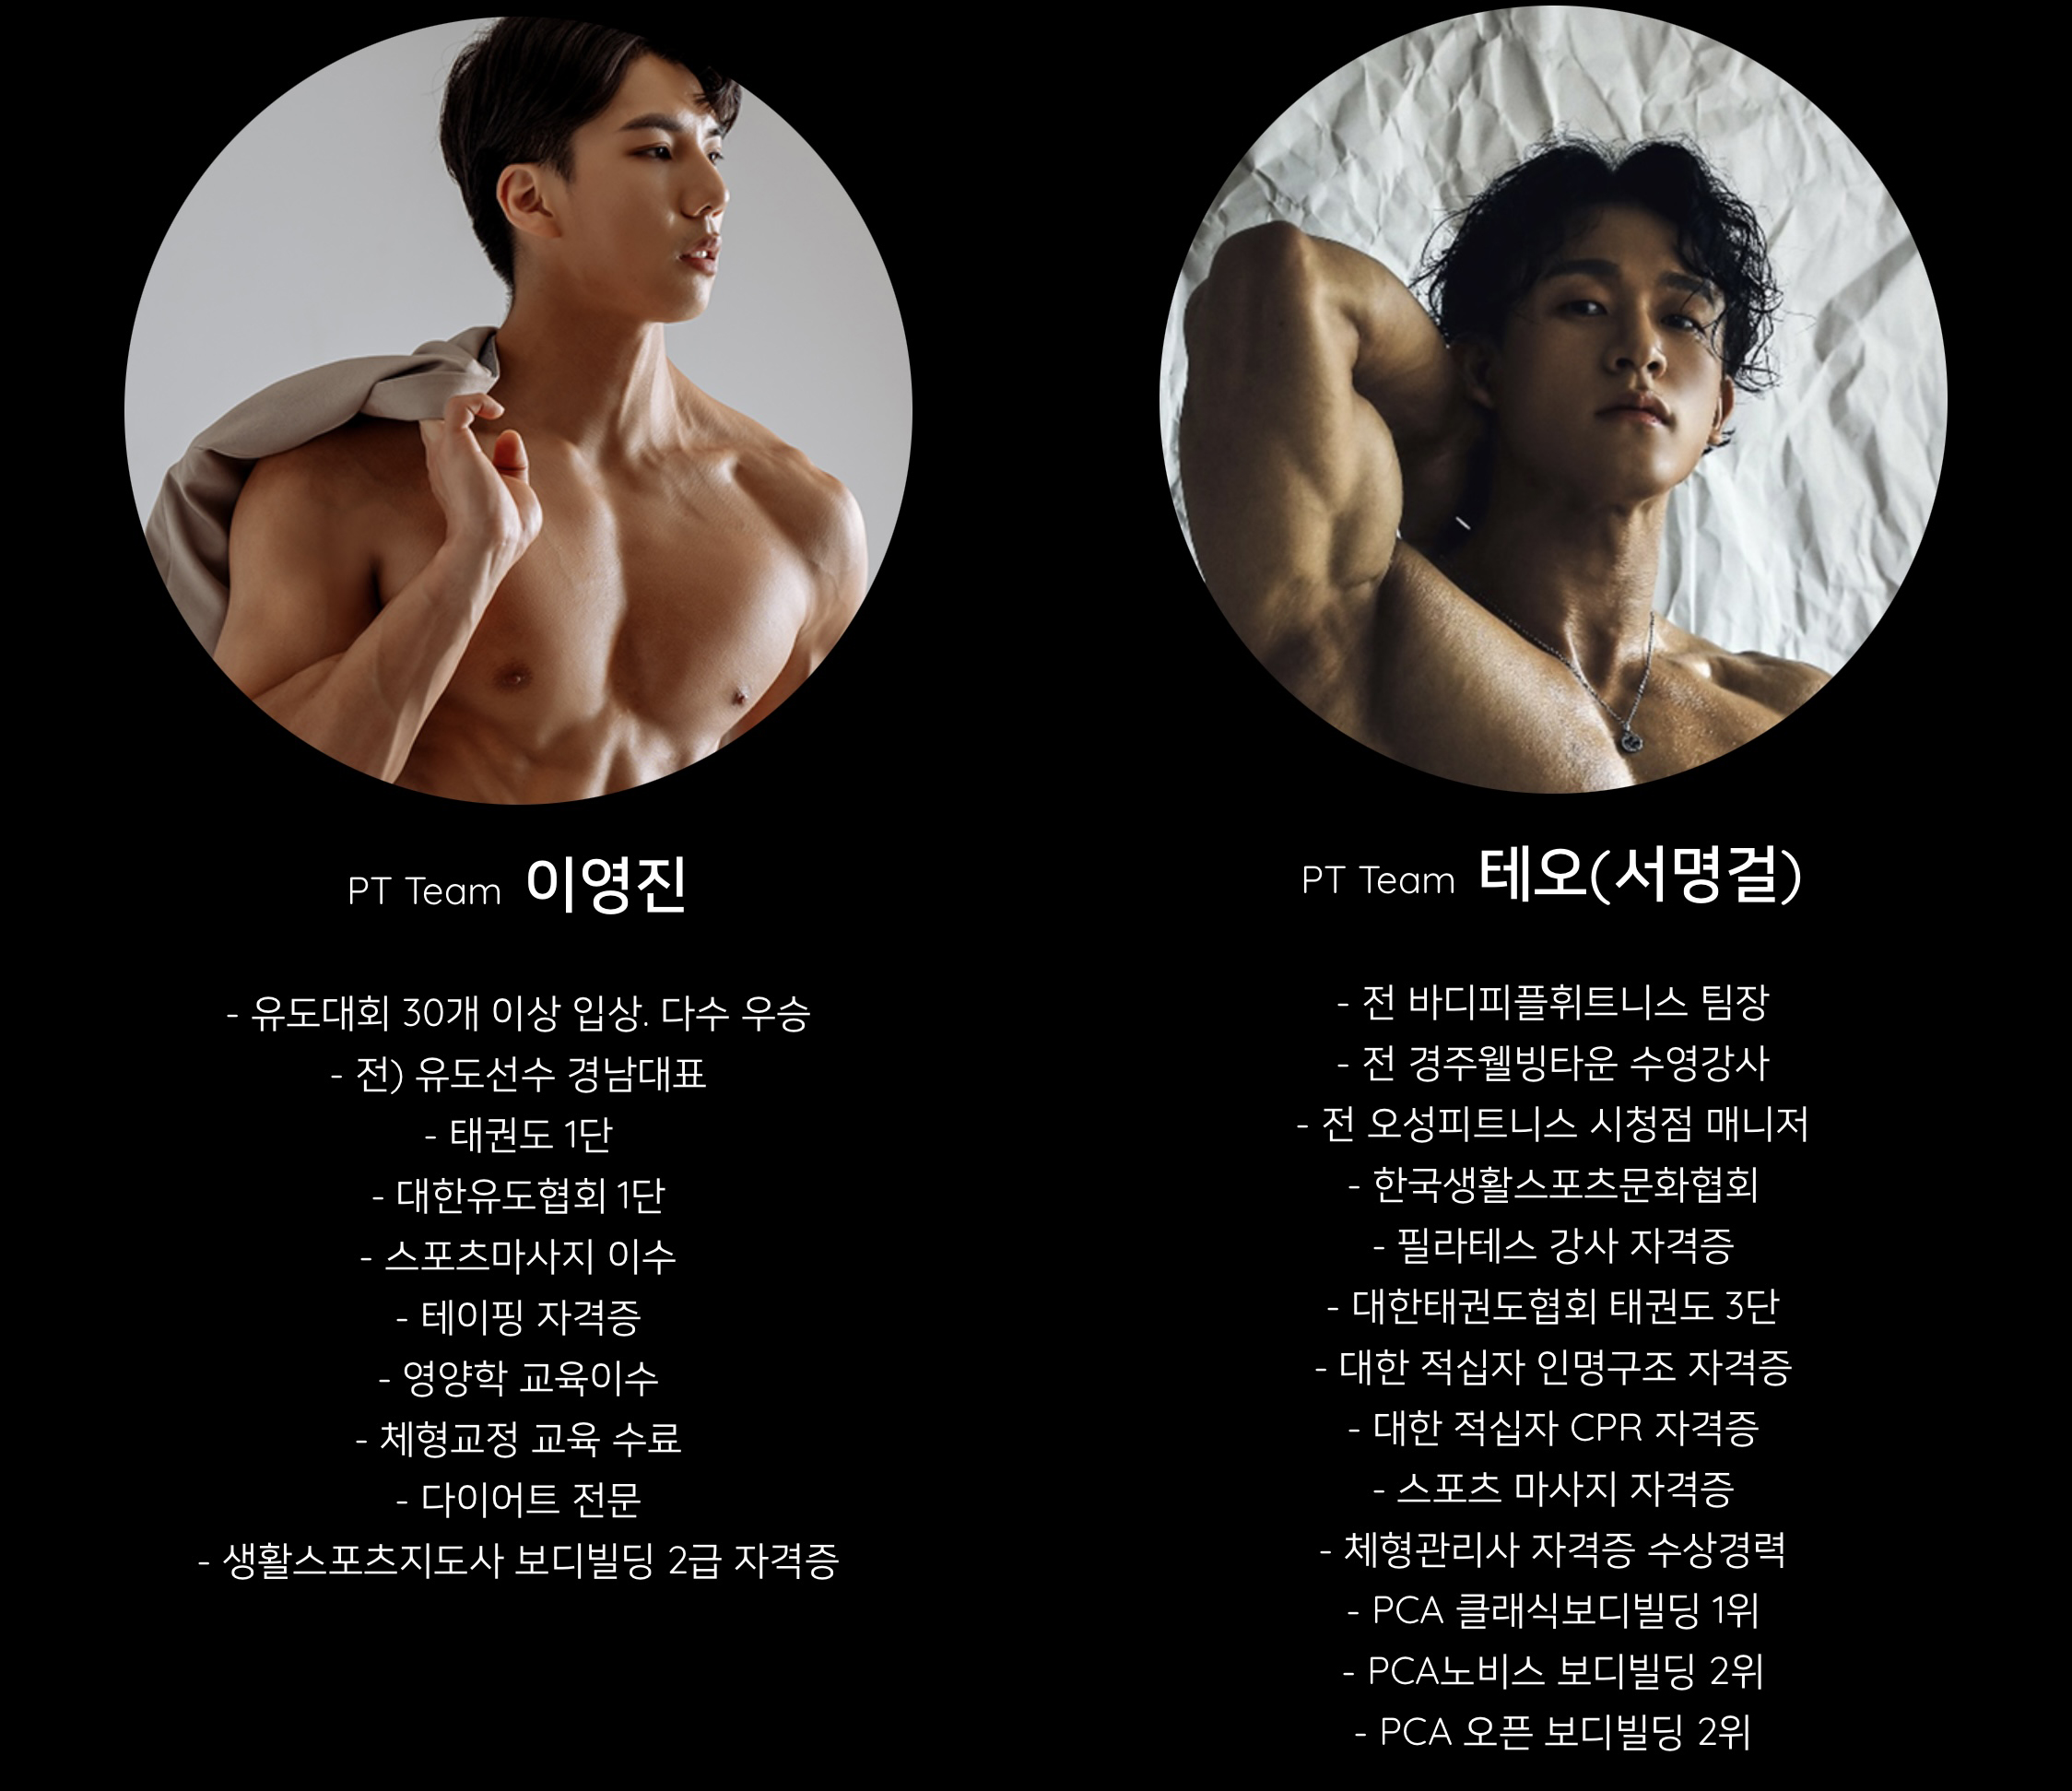 PT Team 이영진
- 유도대회 30개 이상 입상. 다수 우승
- 전) 유도선수 경남대표
- 태권도 1단
- 대한유도협회 1단
- 스포츠마사지 이수
- 테이핑 자격증
- 영양학 교육이수
- 체형교정 교육 수료
- 다이어트 전문
- 생활스포츠지도사 보디빌딩 2급 자격증
PT Team 테오(서명걸)
- 전 바디피플휘트니스 팀장
- 전 경주웰빙타운 수영강사
- 전 오성피트니스 시청점 매니저
- 한국생활스포츠문화협회
- 필라테스 강사 자격증
- 대한태권도협회 태권도 3단
- 대한 적십자 인명구조 자격증
- 대한 적십자 CPR 자격증
- 스포츠 마사지 자격증
- 체형관리사 자격증 수상경력
- PCA 클래식보디빌딩 1위
- PCA노비스 보디빌딩 2위
- PCA 오픈 보디빌딩 2위